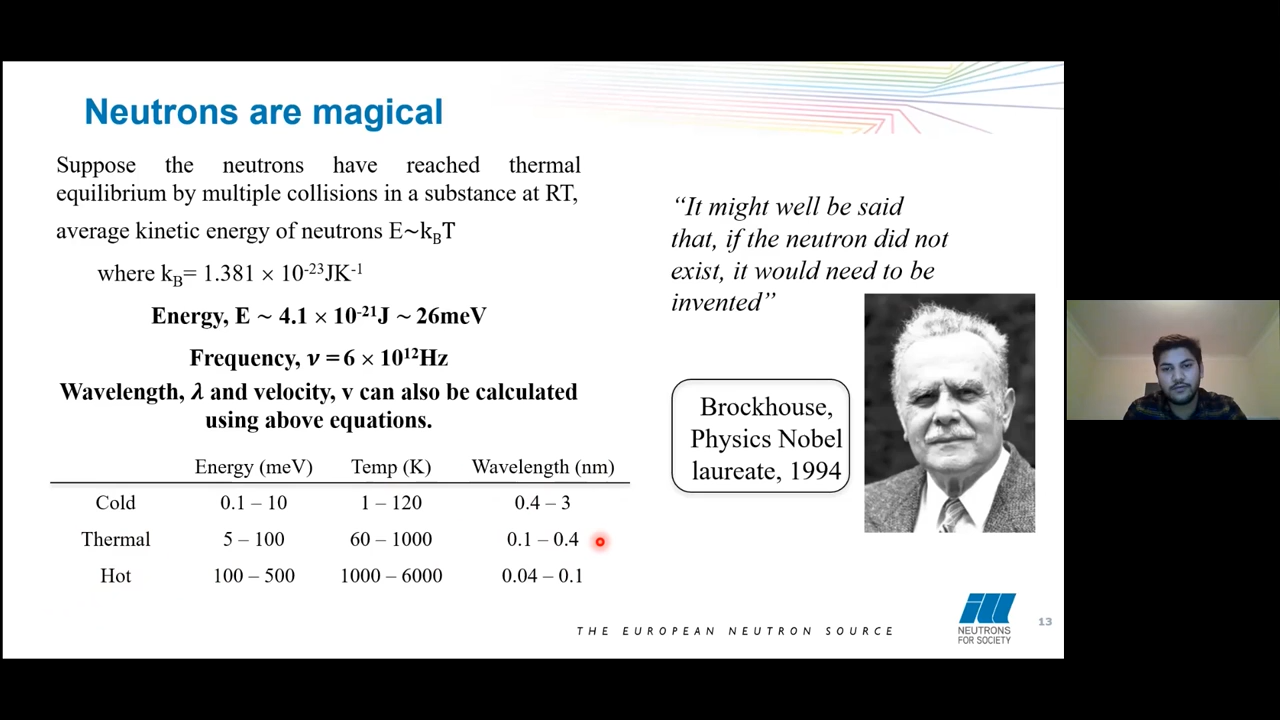 Neutrons are magical
Suppose the neutrons have reached thermal
equilibrium by multiple collisions in a substance at RT,
average kinetic energy of neutrons E~k_BT
where k_B= 1.381 × 10^-23JK^-1
Energy, E ~ 4.1 × 10^-21J ~ 26meV
Frequency, ν = 6 × 10^12Hz
Wavelength, λ and velocity, v can also be calculated
using above equations.
Energy (meV) Temp (K) Wavelength (nm)
Cold 0.1 – 10 1 – 120 0.4 – 3
Thermal 5 – 100 60 – 1000 0.1 – 0.4
Hot 100 – 500 1000 – 6000 0.04 – 0.1
“It might well be said
that, if the neutron did not
exist, it would need to be
invented”
Brockhouse,
Physics Nobel
laureate, 1994
THE EUROPEAN NEUTRON SOURCE
ill
NEUTRONS
FOR SOCIETY
13